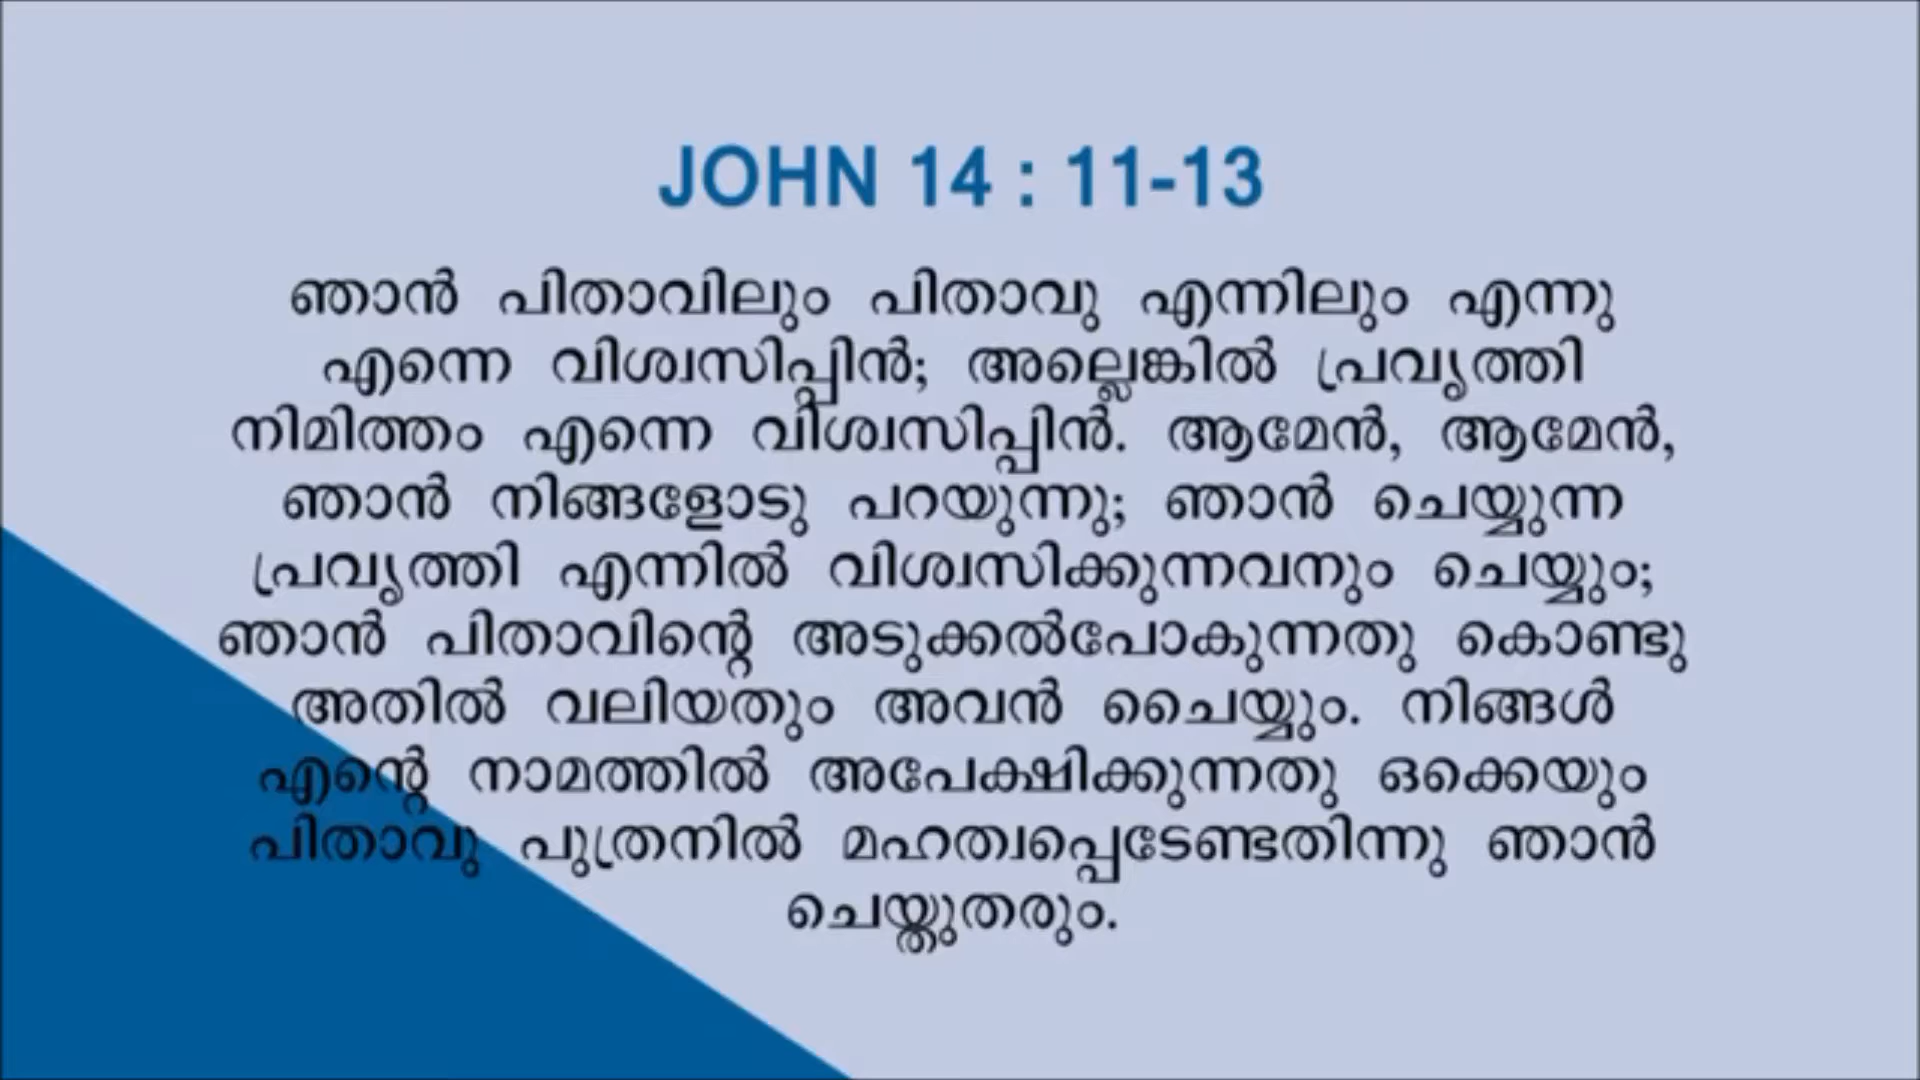 JOHN 14 : 11-13
ഞാൻ പിതാവിലും പിതാവു എന്നിലും എന്നു
എന്നെ വിശ്വസിപ്പിൻ; അല്ലെങ്കിൽ പ്രവൃത്തി
നിമിത്തം എന്നെ വിശ്വസിപ്പിൻ. ആമേൻ, ആമേൻ,
ഞാൻ നിങ്ങളോടു പറയുന്നു; ഞാൻ ചെയ്യുന്ന
പ്രവൃത്തി എന്നിൽ വിശ്വസിക്കുന്നവനും ചെയ്യും;
ഞാൻ പിതാവിന്റെ അടുക്കൽപോകുന്നതു കൊണ്ടു
അതിൽ വലിയതും അവൻ ചൈയ്യും. നിങ്ങൾ
എന്റെ നാമത്തിൽ അപേക്ഷിക്കുന്നതു ഒക്കെയും
പിതാവു പുത്രനിൽ മഹത്വപ്പെടേണ്ടതിന്നു ഞാൻ
ചെയ്തുതരും.